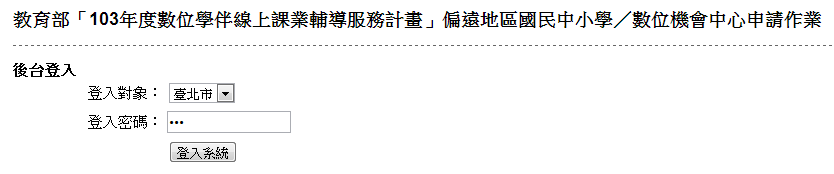 教育部「103年度數位學伴線上課業輔導服務計畫」偏遠地區國民中小學／數位機會中心申請作業
後台登入
登入對象： 臺北市
登入密碼： •••
登入系統